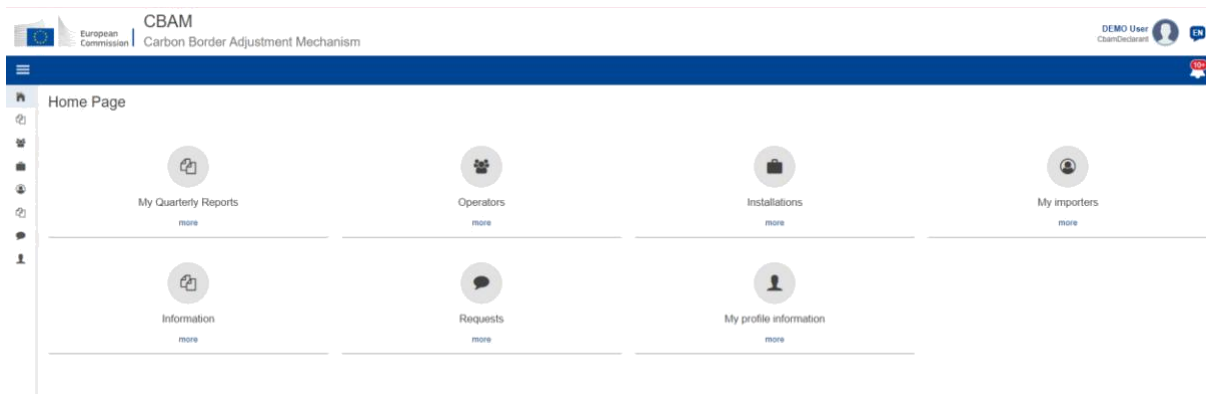 European
Commission
CBAM
Carbon Border Adjustment Mechanism
DEMO User
CbamDeclarant
EN
10+
Home Page
My Quarterly Reports
more
Operators
more
Installations
more
My importers
more
Information
more
Requests
more
My profile information
more